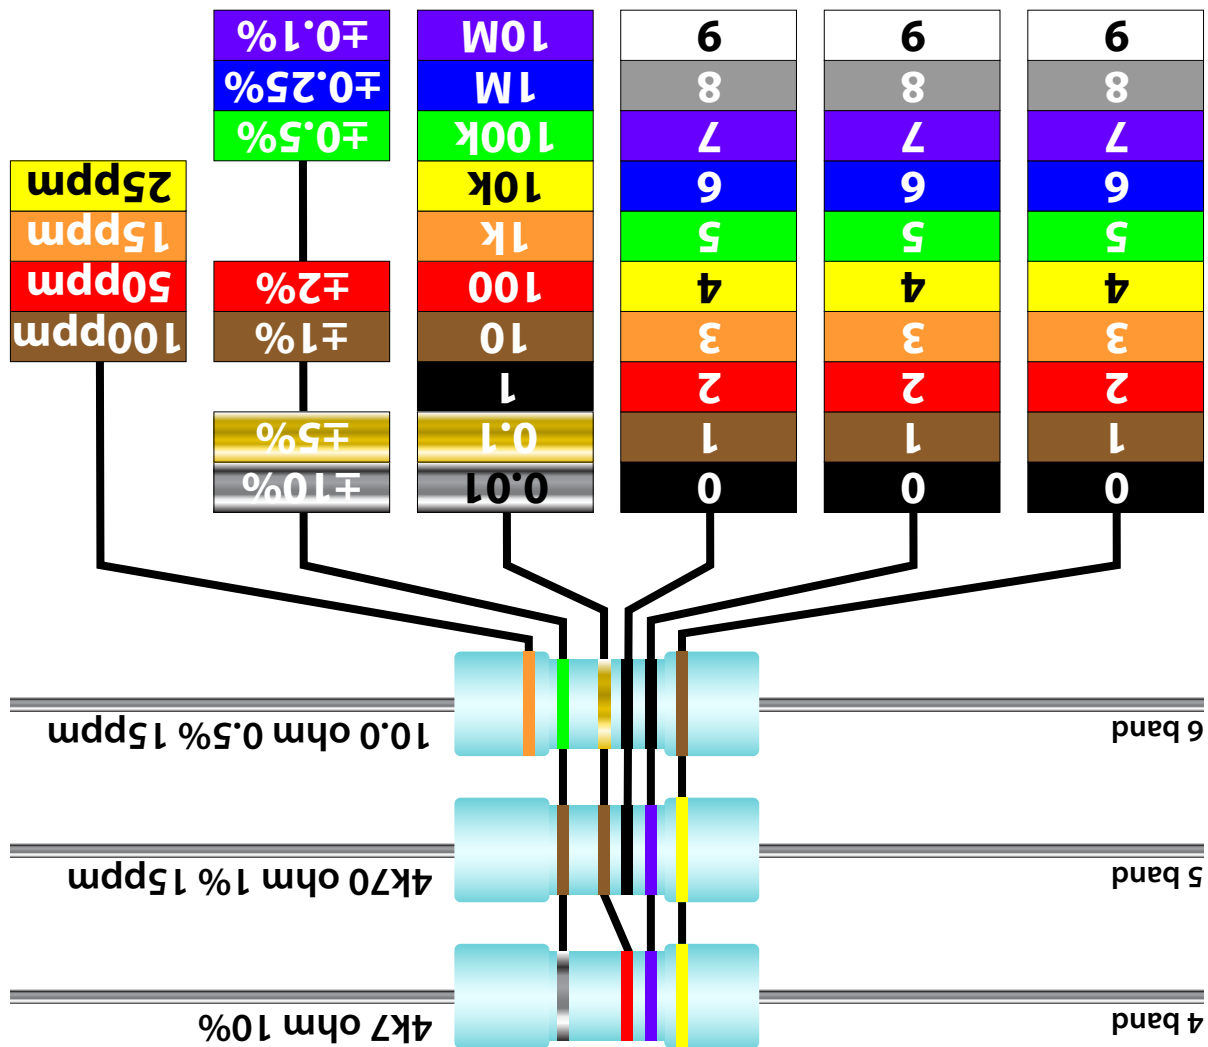 4 band
4k7 ohm 10%
5 band
4k70 ohm 1% 15ppm
6 band
10.0 ohm 0.5% 15ppm
0
1
2
3
4
5
6
7
8
9
0
1
2
3
4
5
6
7
8
9
0
1
2
3
4
5
6
7
8
9
0.01
0.1
1
10
100
1k
10k
100k
1M
10M
±10%
±5%
±1%
±2%
±0.5%
±0.25%
±0.1%
100ppm
50ppm
15ppm
25ppm